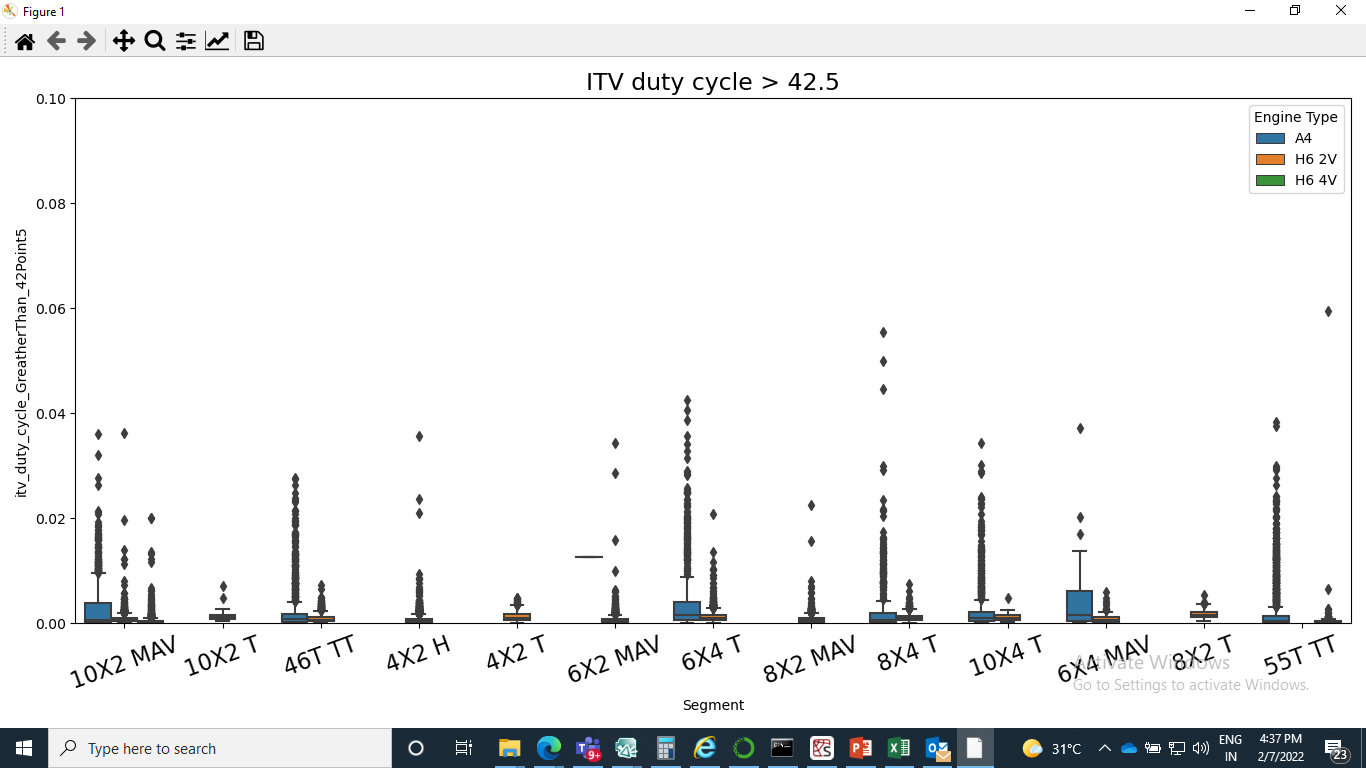 Figure 1
ITV duty cycle > 42.5
Engine Type
A4
H6 2V
H6 4V
itv_duty_cycle_GreatherThan_42Point5
0.10
0.08
0.06
0.04
0.02
0.00
10X2 MAV
10X2 T
46T TT
4X2 H
4X2 T
6X2 MAV
6X4 T
8X2 MAV
8X4 T
10X4 T
6X4 MAV
8X2 T
55T TT
Segment
Activate Windows
Go to Settings to activate Windows.
Type here to search
9+
31°C
ENG
IN
4:37 PM
2/7/2022
23